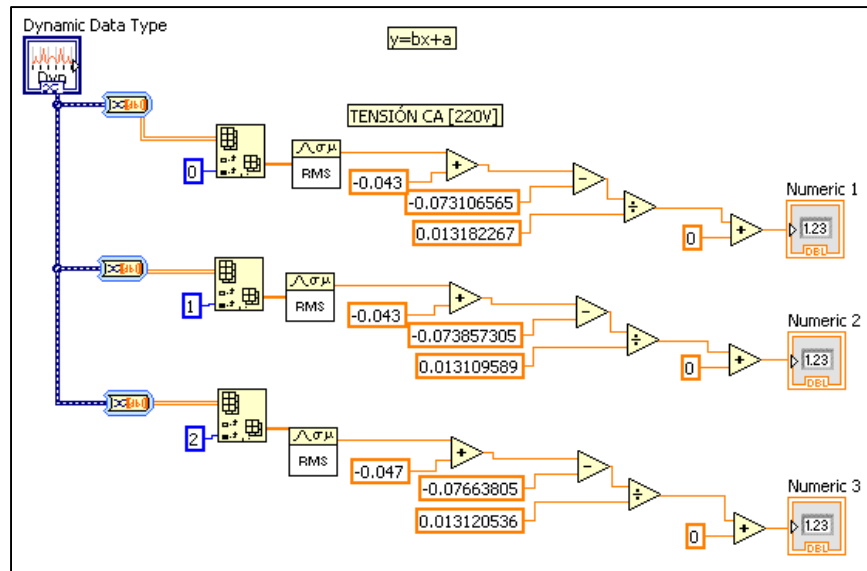 Dynamic Data Type
y=bx+a
TENSIÓN CA [220V]
0
RMS
-0.043
-0.073106565
0.013182267
0
Numeric 1
1.23
DBL
1
RMS
-0.043
-0.073857305
0.013109589
0
Numeric 2
1.23
DBL
2
RMS
-0.047
-0.07663805
0.013120536
0
Numeric 3
1.23
DBL